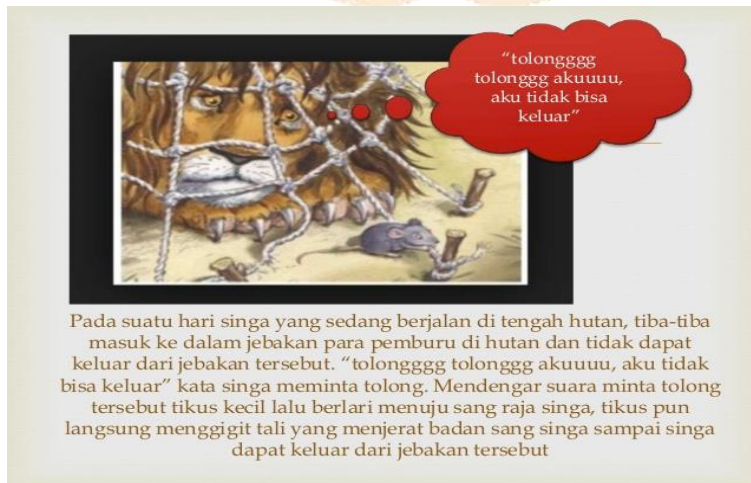 “tolongggg
tolonggg akuuuu,
aku tidak bisa
keluar”
Pada suatu hari singa yang sedang berjalan di tengah hutan, tiba-tiba
masuk ke dalam jebakan para pemburu di hutan dan tidak dapat
keluar dari jebakan tersebut. “tolongggg tolonggg akuuuu, aku tidak
bisa keluar” kata singa meminta tolong. Mendengar suara minta tolong
tersebut tikus kecil lalu berlari menuju sang raja singa, tikus pun
langsung menggigit tali yang menjerat badan sang singa sampai singa
dapat keluar dari jebakan tersebut